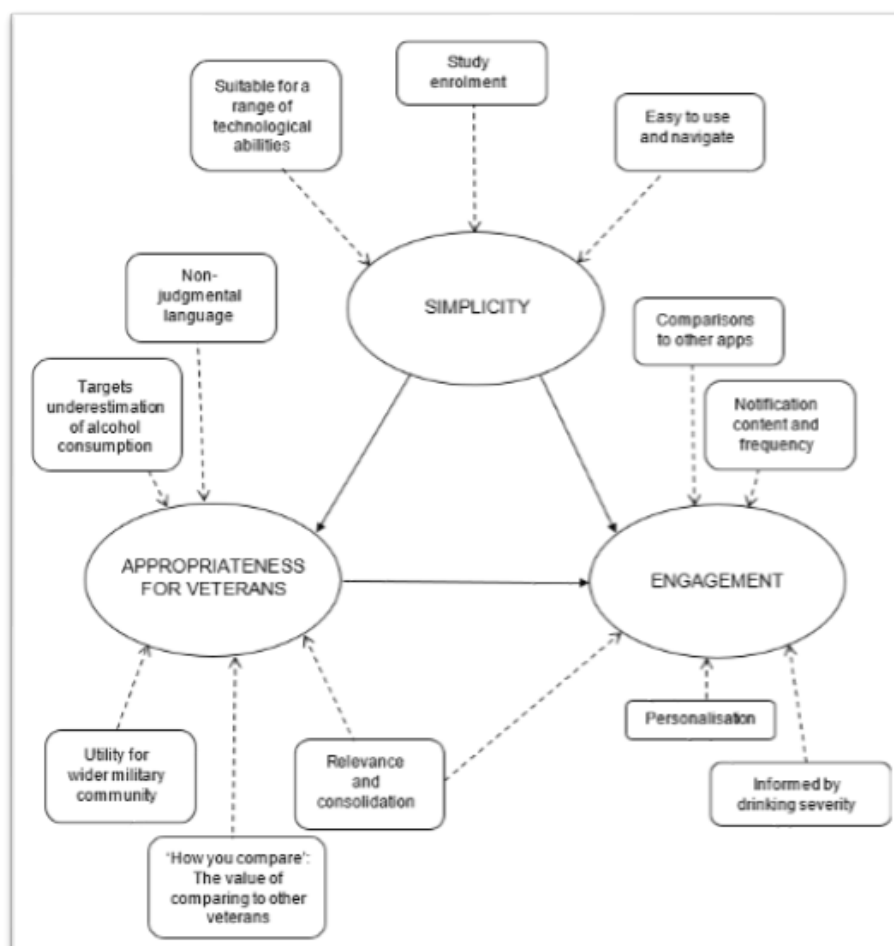 Study
enrolment
Suitable for a
range of
technological
abilities
Easy to use
and navigate
SIMPLICITY
Non-
judgmental
language
Comparisons
to other apps
Targets
underestimation
of alcohol
consumption
Notification
content and
frequency
APPROPRIATENESS
FOR VETERANS
ENGAGEMENT
Personalisation
Utility for
wider military
community
Relevance
and
consolidation
Informed by
drinking severity
'How you compare':
The value of
comparing to other
veterans